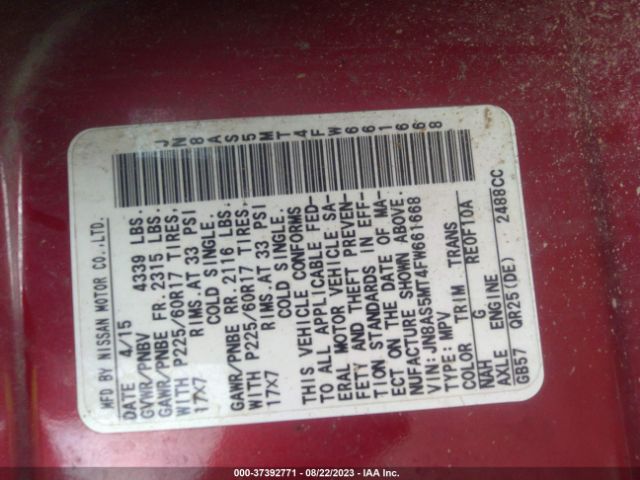 MFD BY NISSAN MOTOR CO.,LTD.
DATE 4/15
GVWR/PNBV 4339 LBS.
GAWR/PNBE FR. 2315 LBS.
WITH P225/60R17 TIRES,
17X7 RIMS. AT 33 PSI
COLD SINGLE.
GAWR/PNBE RR. 2116 LBS.
WITH P225/60R17 TIRES,
17X7 RIMS. AT 33 PSI
COLD SINGLE.
THIS VEHICLE CONFORMS
TO ALL APPLICABLE FED-
ERAL MOTOR VEHICLE SA-
FETY AND THEFT PREVEN-
TION STANDARDS IN EFF-
ECT ON THE DATE OF MA-
NUFACTURE SHOWN ABOVE.
VIN: JN8AS5MT4FW661668
TYPE: MPV
COLOR TRIM TRANS
NAH G RE0F10A
AXLE ENGINE
GB57 QR25(DE) 2488CC
JN8AS5MT4FW661668
000-37392771 - 08/22/2023 - IAA Inc.